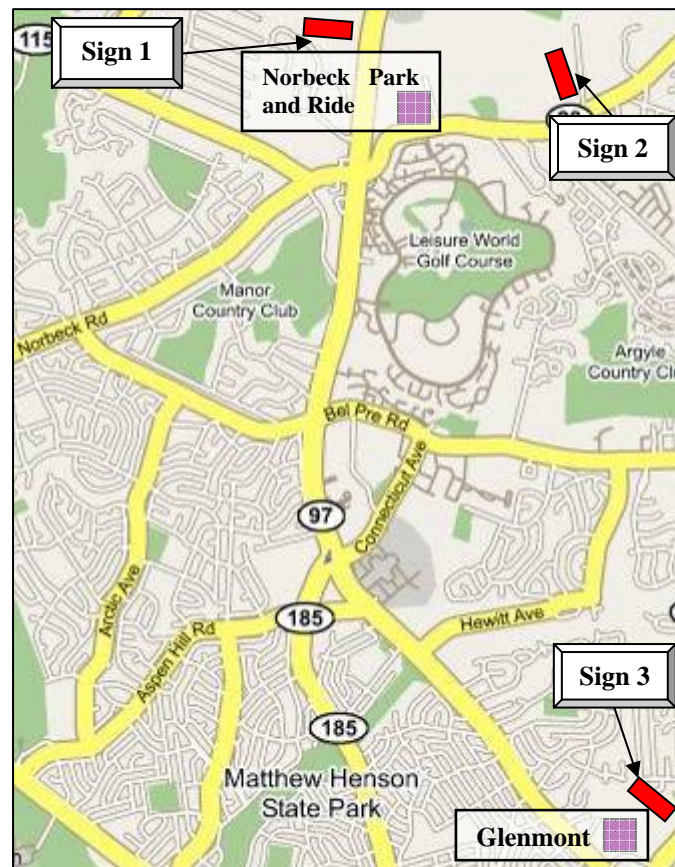 115
Sign 1
Norbeck Park
and Ride
Sign 2
Leisure World
Golf Course
Manor
Country Club
Norbeck Rd
Argyle
Country Clu
Bel Pre Rd
Connecticut Ave
97
Arctic Ave
Aspen Hill Rd
185
Hewitt Ave
Sign 3
185
Matthew Henson
State Park
Glenmont